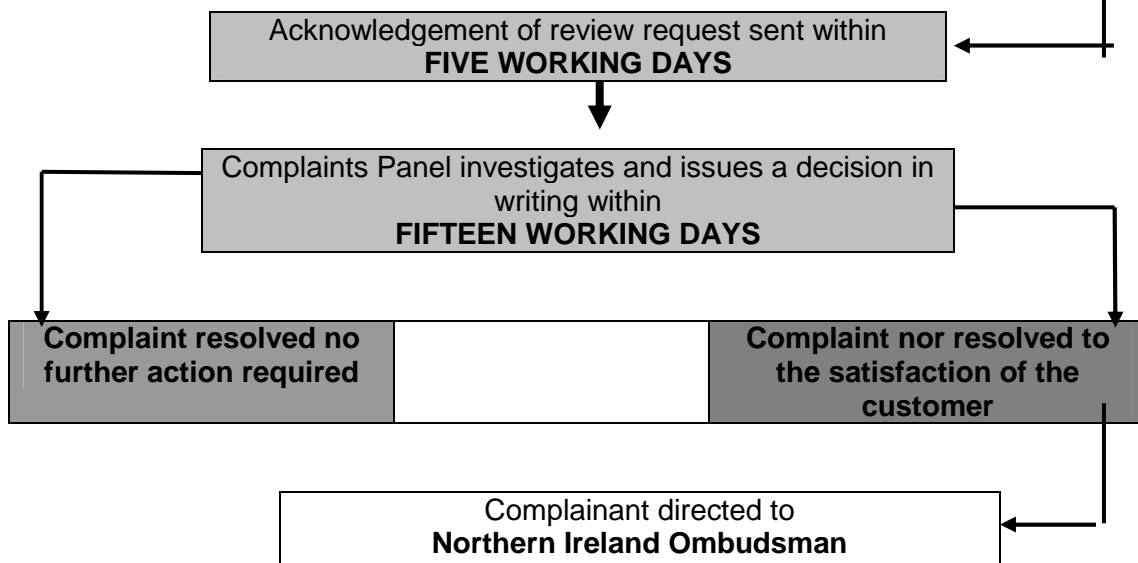 Acknowledgement of review request sent within
FIVE WORKING DAYS
Complaints Panel investigates and issues a decision in
writing within
FIFTEEN WORKING DAYS
Complaint resolved no
further action required
Complaint nor resolved to
the satisfaction of the
customer
Complainant directed to
Northern Ireland Ombudsman